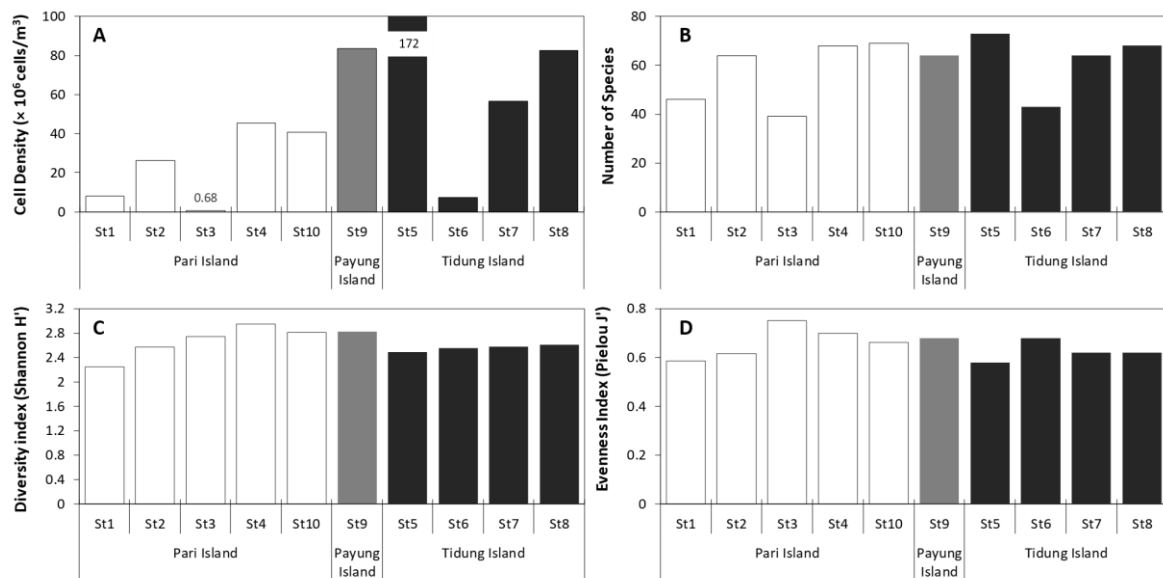 A
Cell Density (× 10⁶ cells/m³)
100
80
60
40
20
0
0.68
172
St1 St2 St3 St4 St10 St9 St5 St6 St7 St8
Pari Island Payung Island Tidung Island
B
Number of Species
80
60
40
20
0
St1 St2 St3 St4 St10 St9 St5 St6 St7 St8
Pari Island Payung Island Tidung Island
C
Diversity index (Shannon H')
3.2
2.8
2.4
2
1.6
1.2
0.8
0.4
0
St1 St2 St3 St4 St10 St9 St5 St6 St7 St8
Pari Island Payung Island Tidung Island
D
Evenness Index (Pielou J')
0.8
0.6
0.4
0.2
0
St1 St2 St3 St4 St10 St9 St5 St6 St7 St8
Pari Island Payung Island Tidung Island